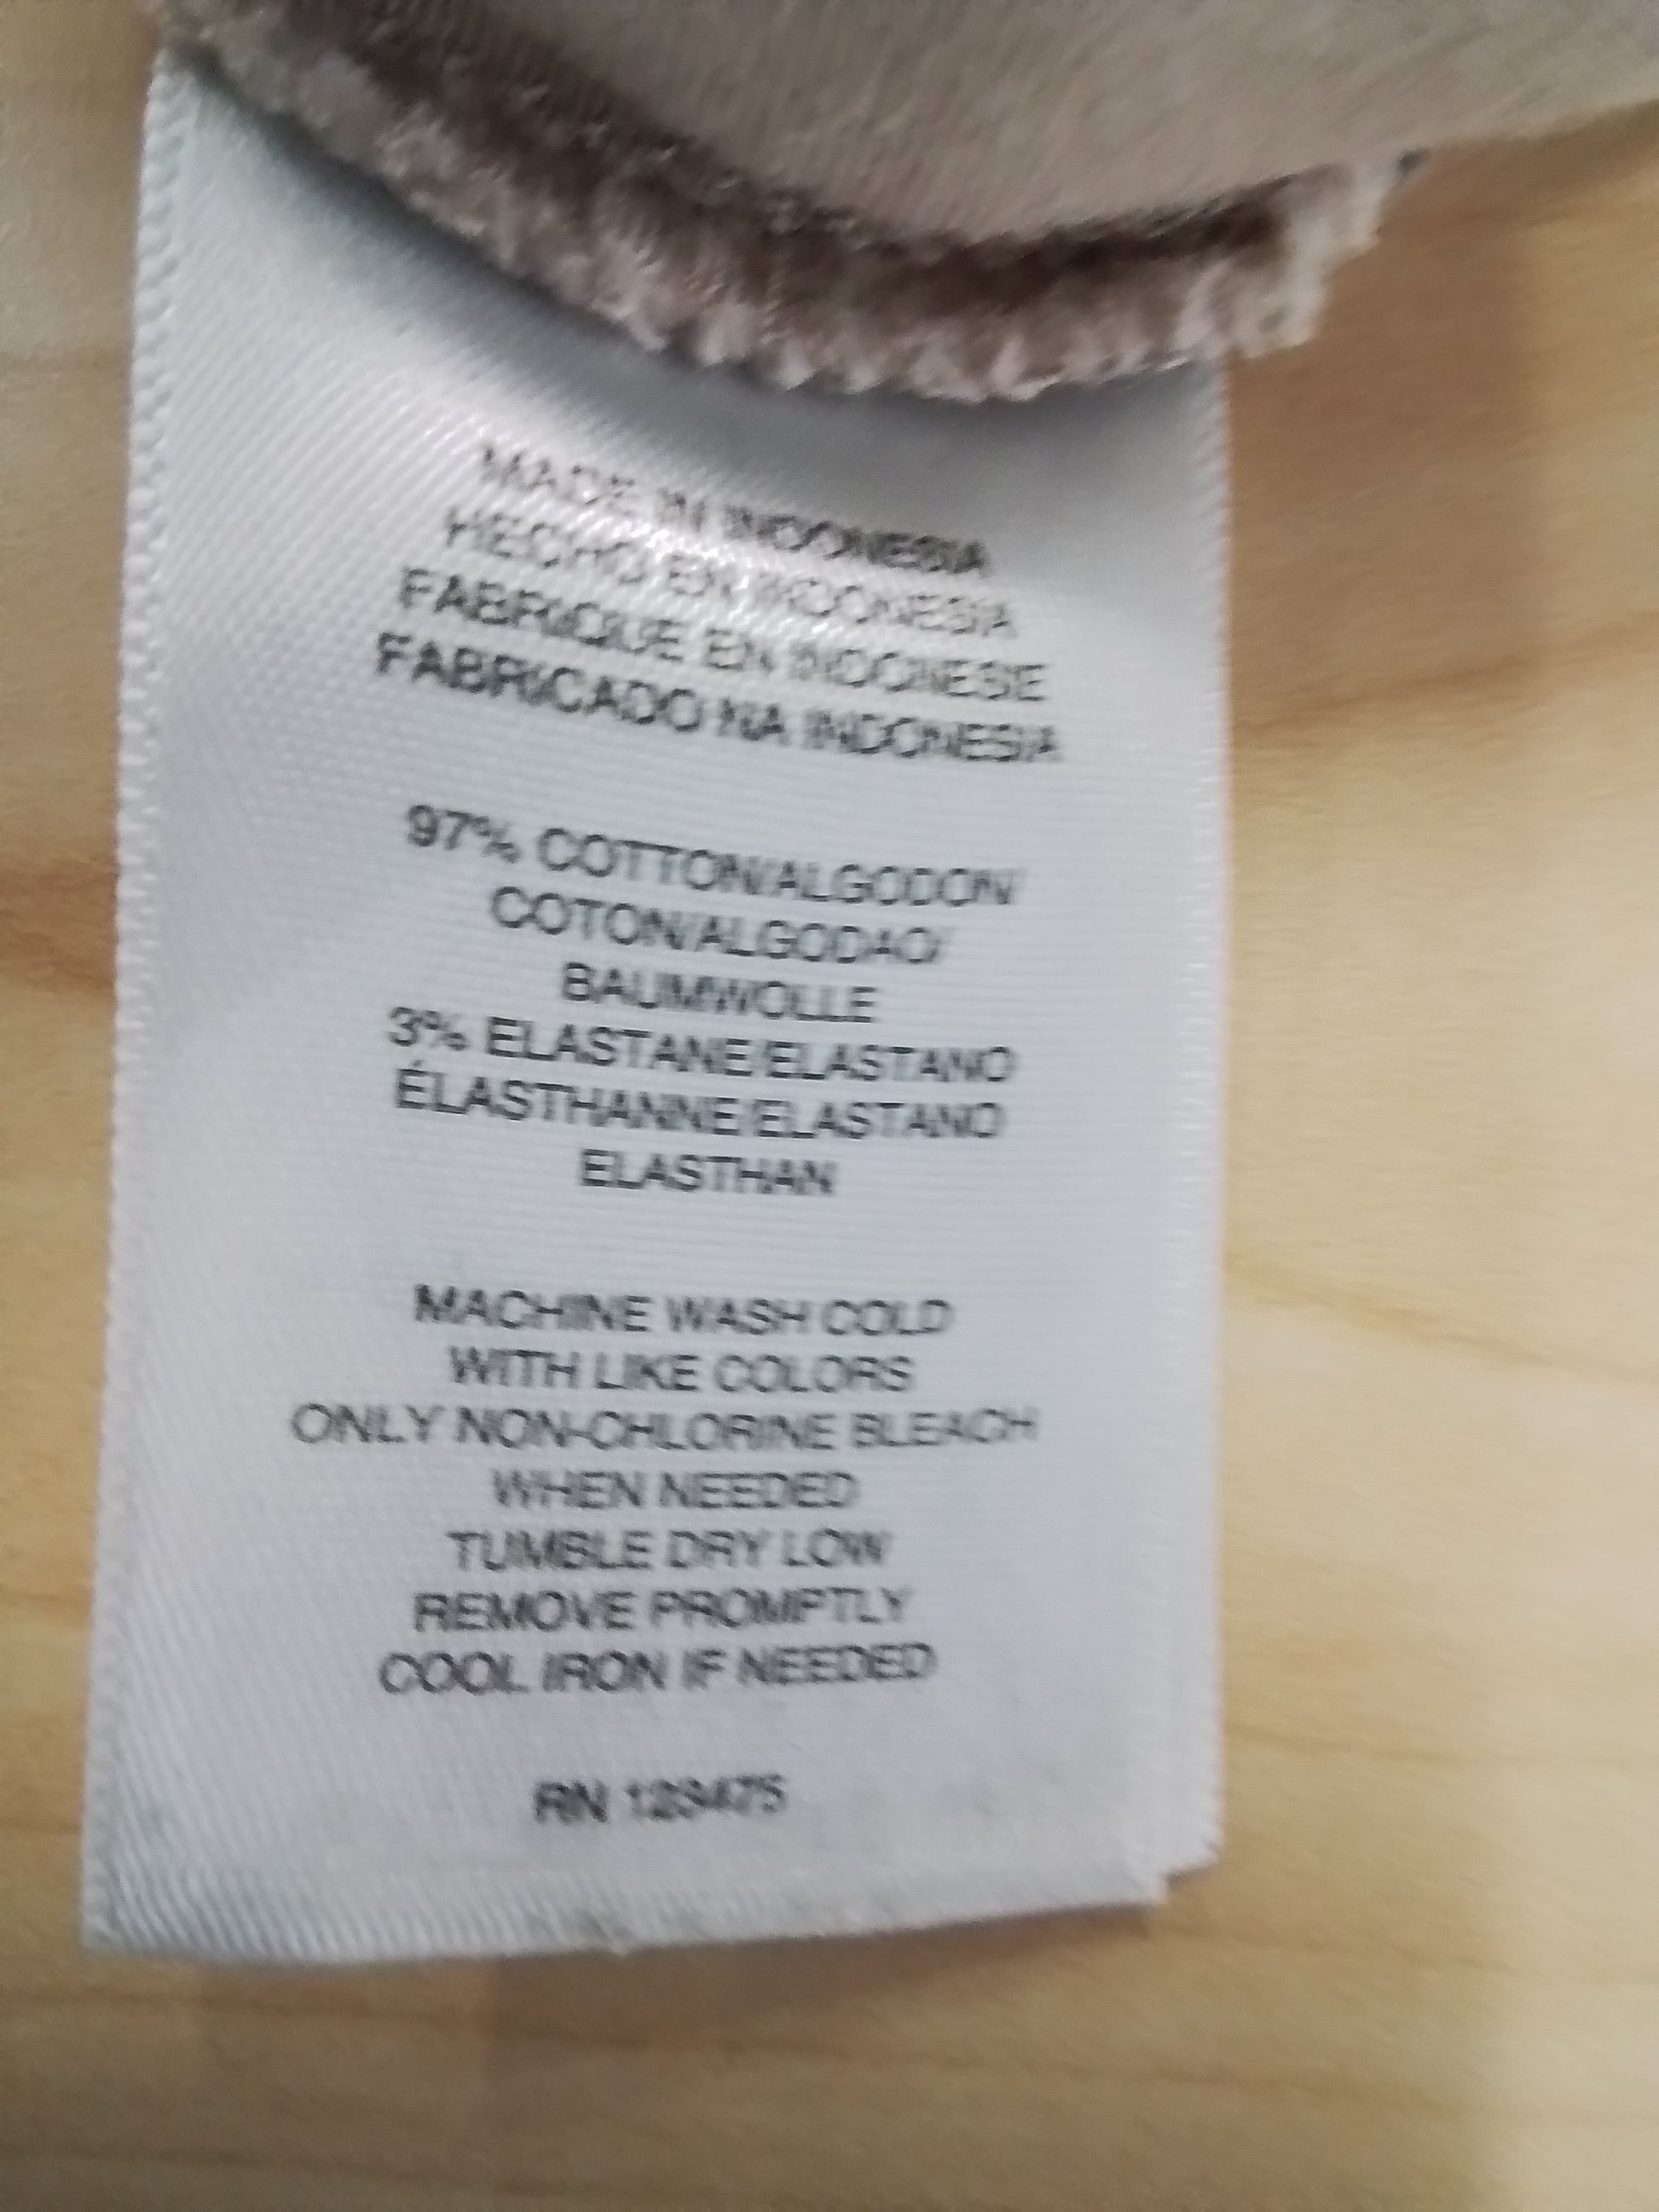 MADE IN INDONESIA
HECHO EN INDONESIA
FABRIQUE EN INDONESIE
FABRICADO NA INDONESIA
97% COTTON/ALGODON/
COTON/ALGODAO/
BAUMWOLLE
3% ELASTANE/ELASTANO
ÉLASTHANNE/ELASTANO
ELASTHAN
MACHINE WASH COLD
WITH LIKE COLORS
ONLY NON-CHLORINE BLEACH
WHEN NEEDED
TUMBLE DRY LOW
REMOVE PROMPTLY
COOL IRON IF NEEDED
RN 123475